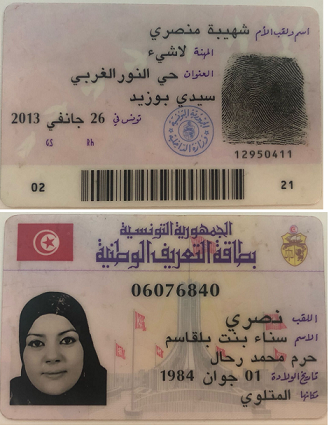 اسم ولقب الأم شهيبة منصري
المهنة لاشيء
العنوان حي النور الغربي
سيدي بوزيد
تونس في 26 جانفي 2013
12950411
02
21
الجمهورية التونسية
بطاقة التعريف الوطنية
06076840
اللقب نصري
الاسم سناء بنت بلقاسم
حرم محمد رحال
تاريخ الولادة 01 جوان 1984
مكانها المتلوي